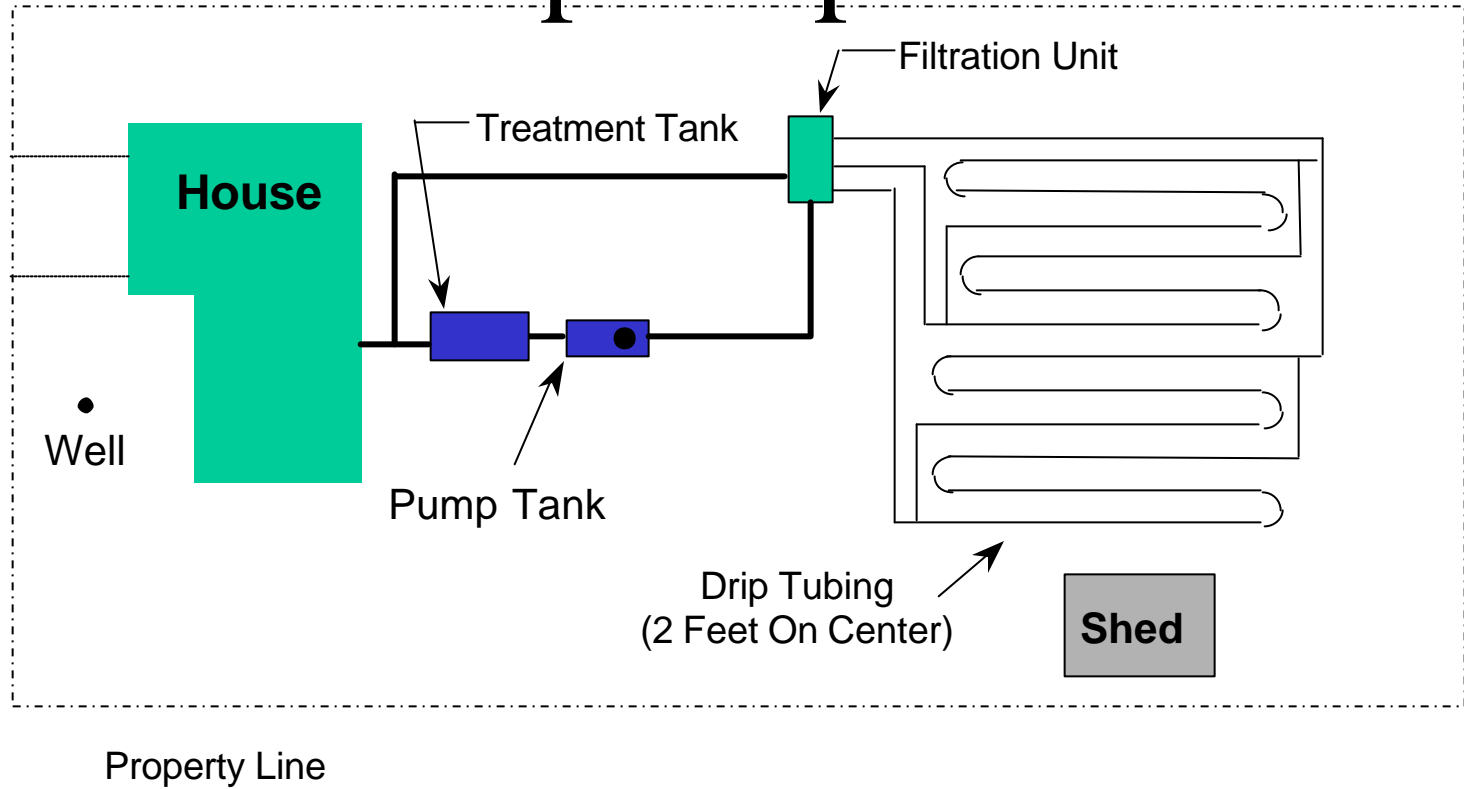 Filtration Unit
Treatment Tank
House
Well
Pump Tank
Drip Tubing
(2 Feet On Center)
Shed
Property Line